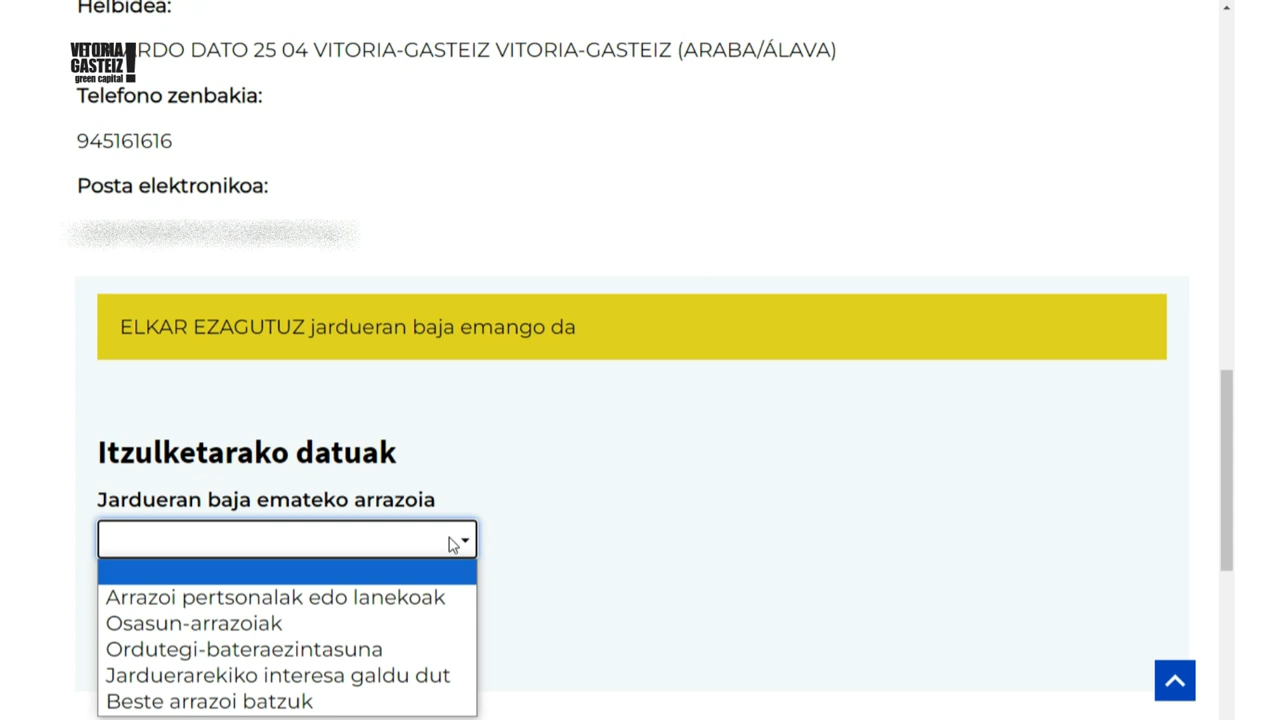 Helbidea:
VITORIA
GASTEIZ
green capital
RDO DATO 25 04 VITORIA-GASTEIZ VITORIA-GASTEIZ (ARABA/ÁLAVA)
Telefono zenbakia:
945161616
Posta elektronikoa:
ELKAR EZAGUTUZ jardueran baja emango da
Itzulketarako datuak
Jardueran baja emateko arrazoia
Arrazoi pertsonalak edo lanekoak
Osasun-arrazoiak
Ordutegi-bateraezintasuna
Jarduerarekiko interesa galdu dut
Beste arrazoi batzuk